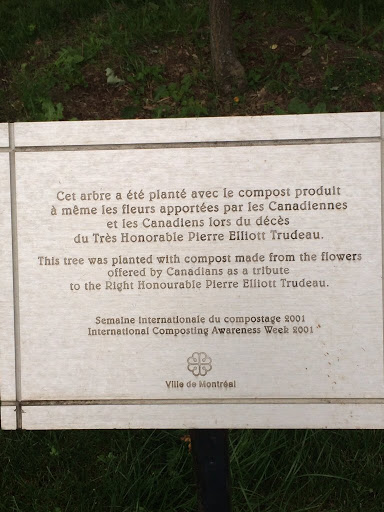 Cet arbre a été planté avec le compost produit
à même les fleurs apportées par les Canadiennes
et les Canadiens lors du décès
du Très Honorable Pierre Elliott Trudeau.
This tree was planted with compost made from the flowers
offered by Canadians as a tribute
to the Right Honourable Pierre Elliott Trudeau.
Semaine internationale du compostage 2001
International Composting Awareness Week 2001
Ville de Montréal